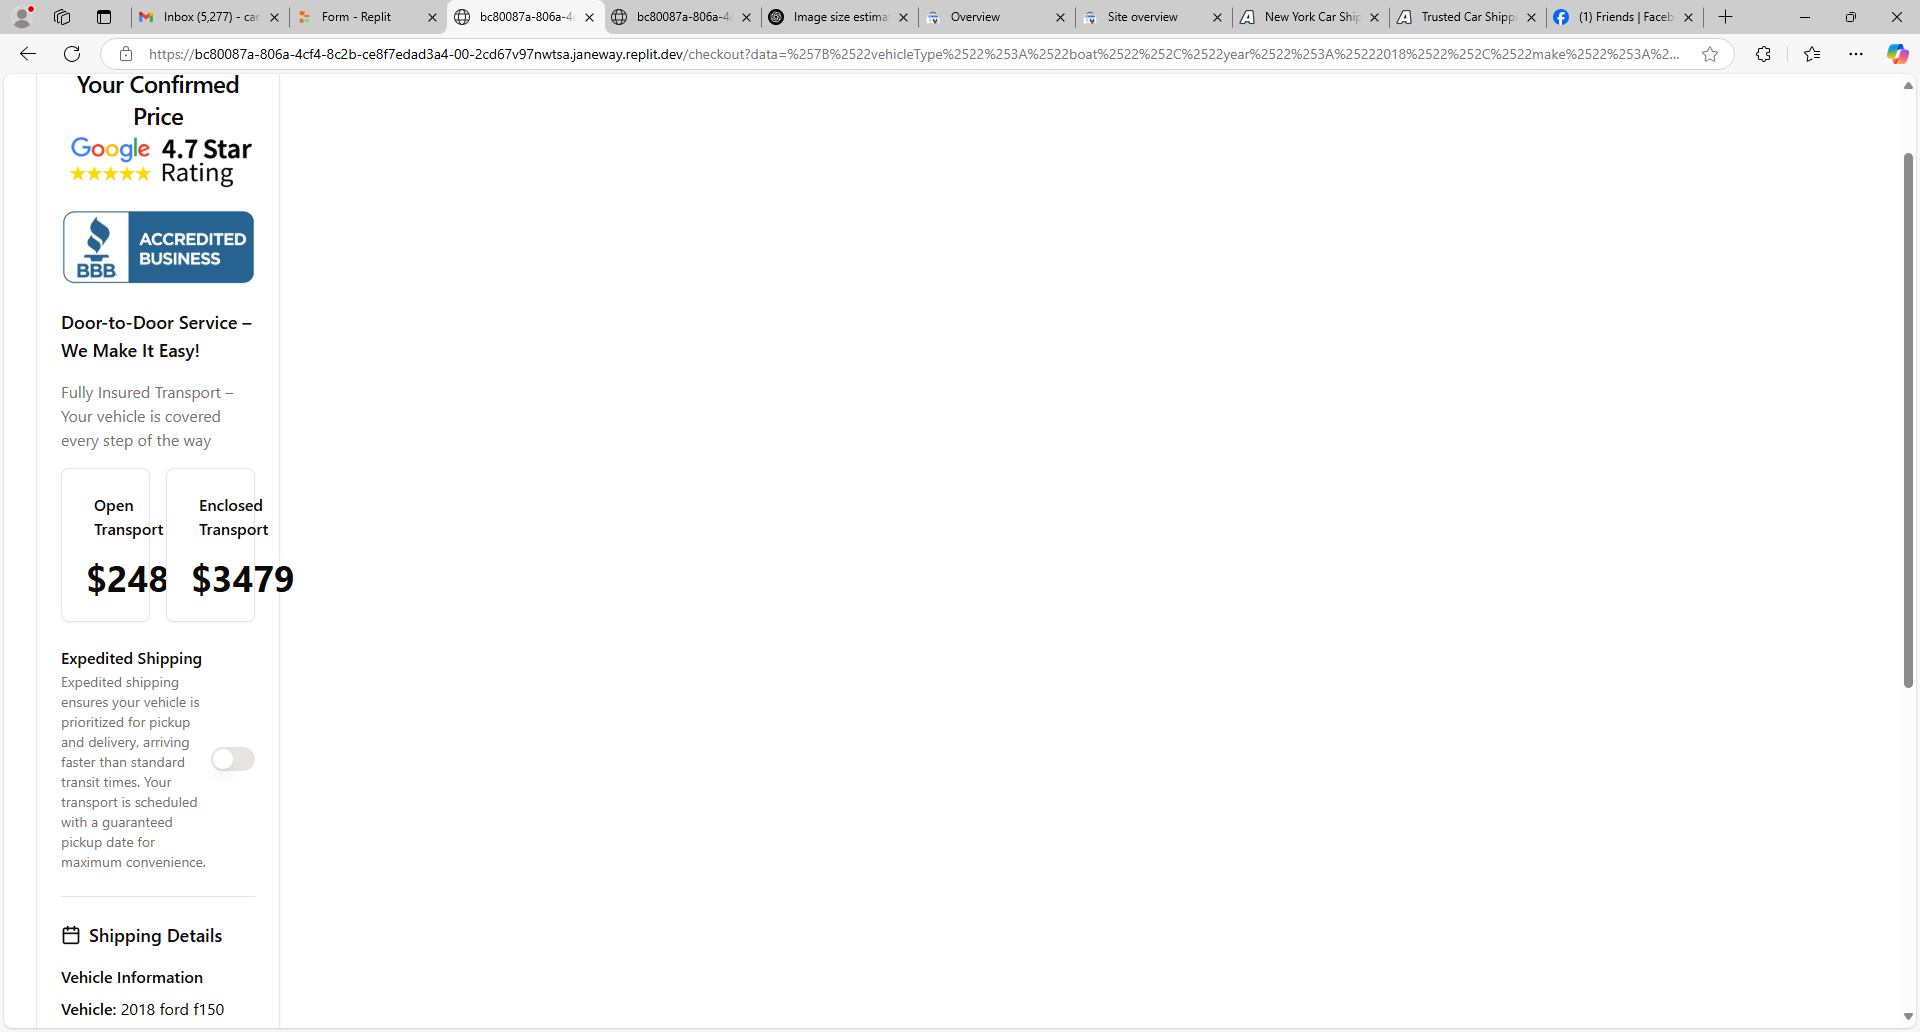 Inbox (5,277) - car
Form - Replit
bc80087a-806a-4c
bc80087a-806a-4c
Image size estimat
Overview
Site overview
New York Car Ship
Trusted Car Shippi
(1) Friends | Faceb
https://bc80087a-806a-4cf4-8c2b-ce8f7edad3a4-00-2cd67v97nwtsa.janeway.replit.dev/checkout?data=%257B%2522vehicleType%2522%253A%2522boat%2522%252C%2522year%2522%253A%25222018%2522%252C%2522make%2522%253A%2...
Your Confirmed
Price
Google 4.7 Star
Rating
BBB
ACCREDITED
BUSINESS
Door-to-Door Service –
We Make It Easy!
Fully Insured Transport –
Your vehicle is covered
every step of the way
Open
Transport
$248
Enclosed
Transport
$3479
Expedited Shipping
Expedited shipping
ensures your vehicle is
prioritized for pickup
and delivery, arriving
faster than standard
transit times. Your
transport is scheduled
with a guaranteed
pickup date for
maximum convenience.
Shipping Details
Vehicle Information
Vehicle: 2018 ford f150